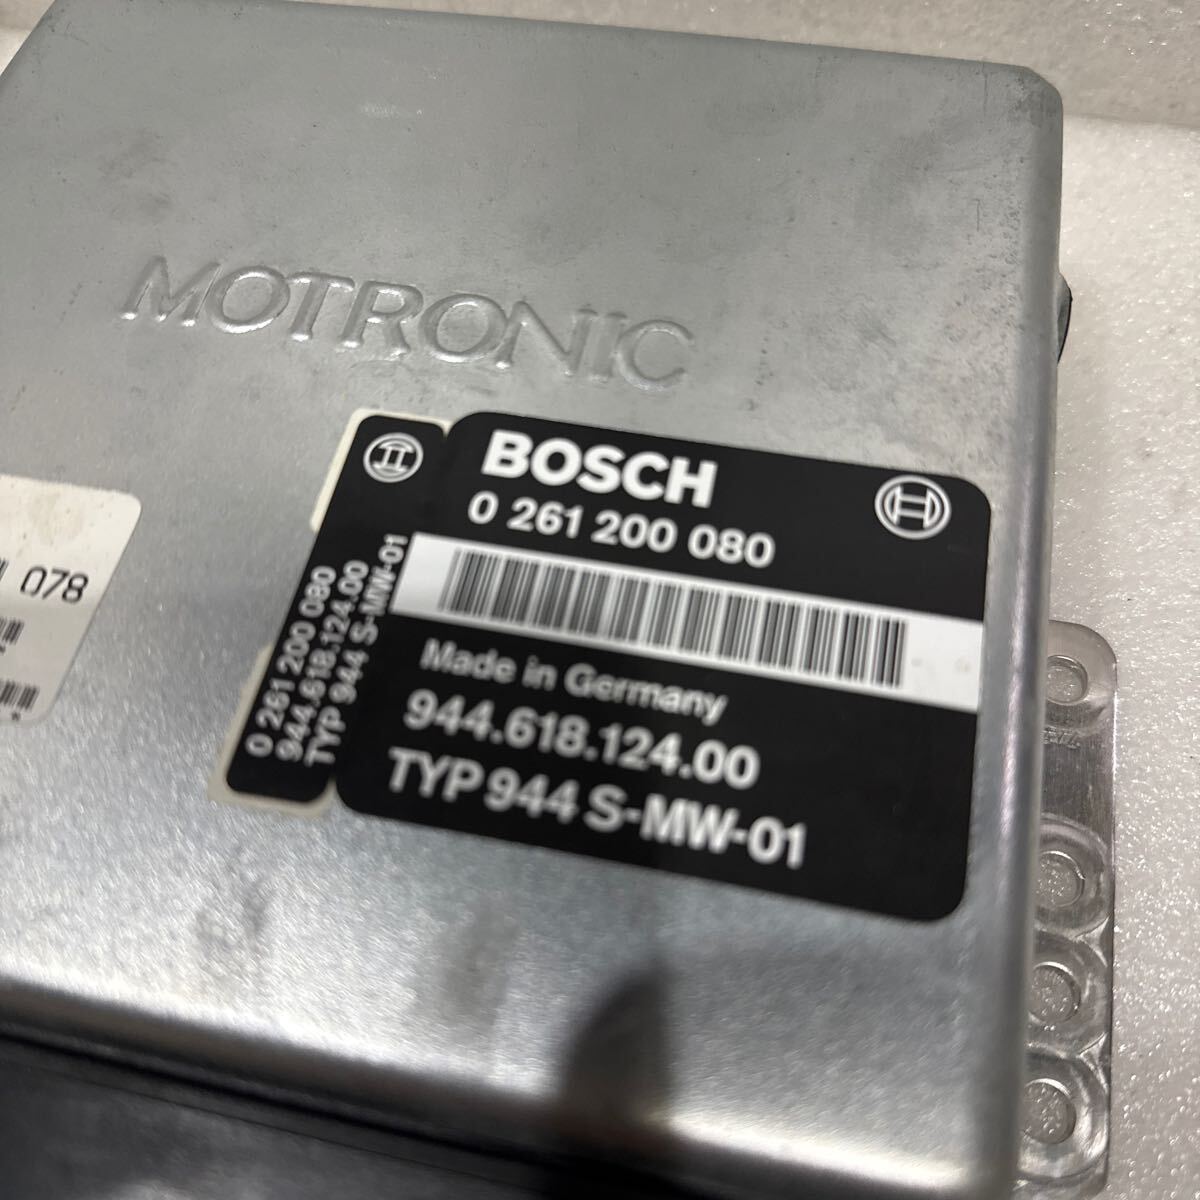 MOTRONIC
BOSCH
0 261 200 080
Made in Germany
944.618.124.00
TYP 944 S-MW-01
0 261 200 080
944.618.124.00
TYP 944 S-MW-01
078